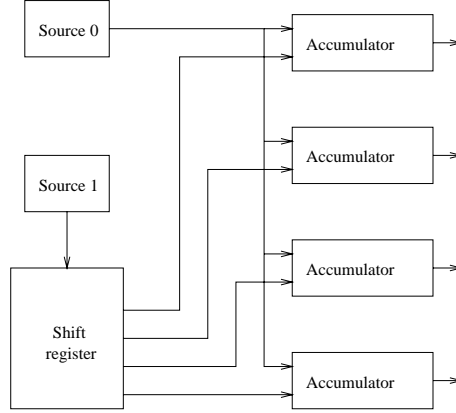 Source 0
Accumulator
Accumulator
Source 1
Accumulator
Shift
register
Accumulator